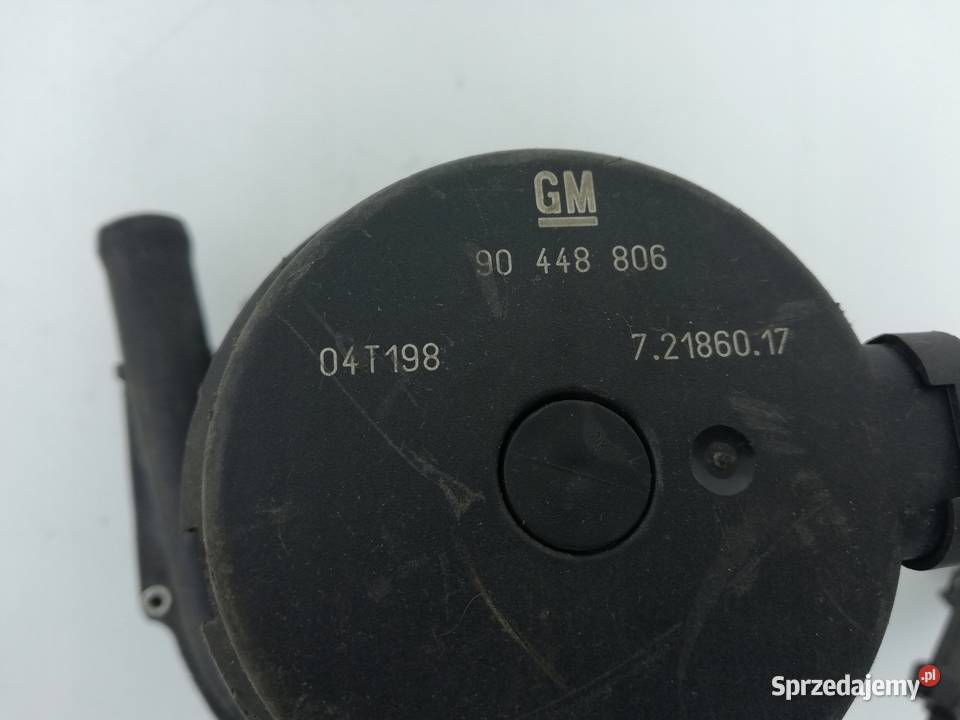 GM
90 448 806
04T198 7.21860.17
Sprzedajemy.pl